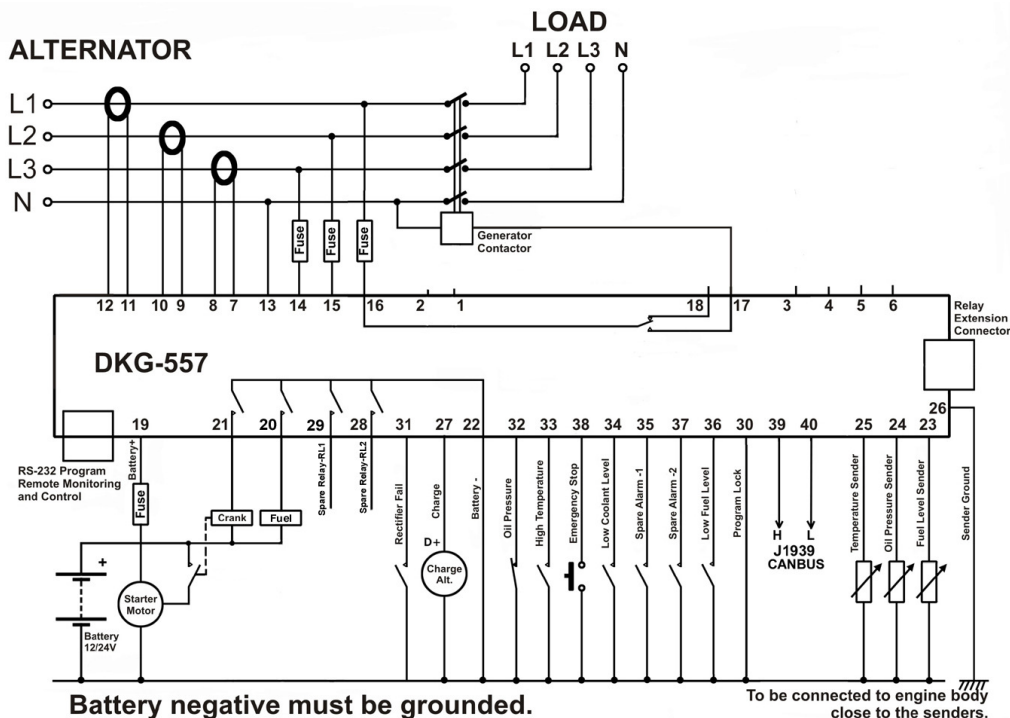 LOAD
ALTERNATOR
L1 L2 L3 N
L1
L2
L3
N
Fuse
Fuse
Fuse
Generator
Contactor
12 11 10 9 8 7 13 14 15 16 2 1 18 17 3 4 5 6
Relay
Extension
Connector
DKG-557
26
19 21 20 29 28 31 27 22 32 33 38 34 35 37 36 30 39 40 25 24 23
RS-232 Program
Remote Monitoring
and Control
Battery+
Fuse
Crank
Fuel
Spare Relay-RL1
Spare Relay-RL2
Rectifier Fail
Charge
Battery -
Oil Pressure
High Temperature
Emergency Stop
Low Coolant Level
Spare Alarm -1
Spare Alarm -2
Low Fuel Level
Program Lock
H L
J1939
CANBUS
Temperature Sender
Oil Pressure Sender
Fuel Level Sender
Sender Ground
D+
Charge
Alt.
+
Starter
Motor
Battery
12/24V
Battery negative must be grounded.
To be connected to engine body
close to the senders.